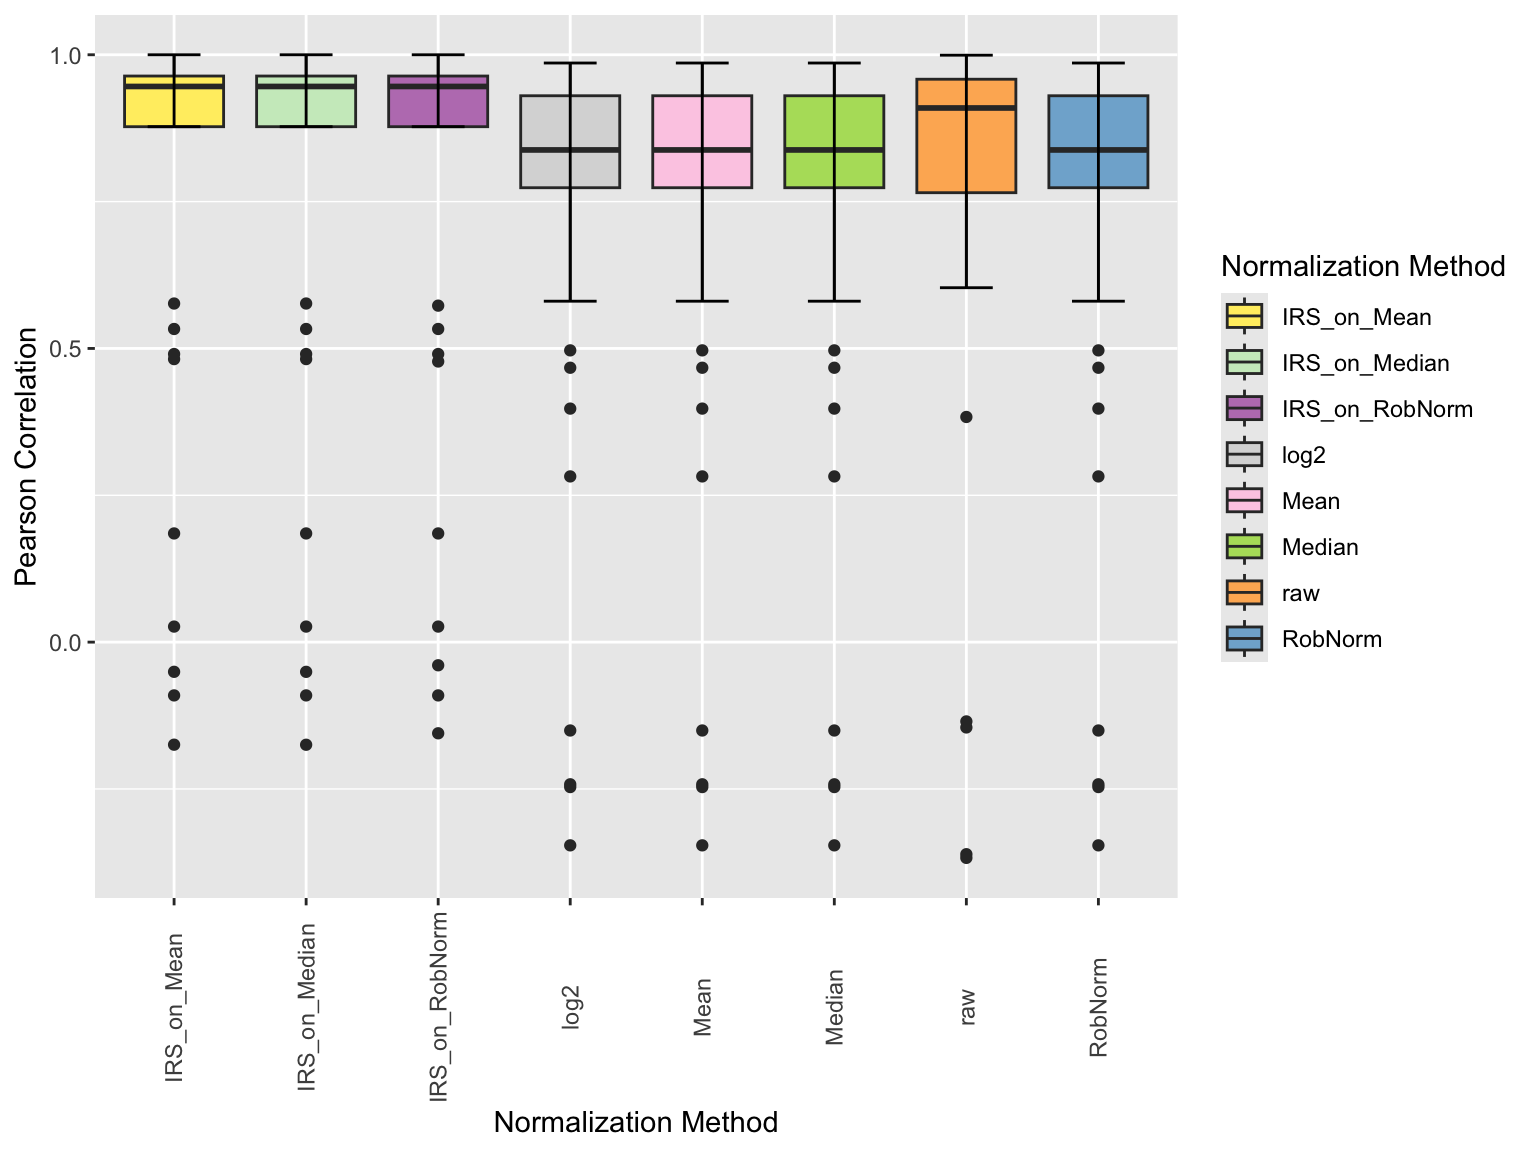 1.0
0.5
0.0
Pearson Correlation
IRS_on_Mean
IRS_on_Median
IRS_on_RobNorm
log2
Mean
Median
raw
RobNorm
Normalization Method
Normalization Method
IRS_on_Mean
IRS_on_Median
IRS_on_RobNorm
log2
Mean
Median
raw
RobNorm